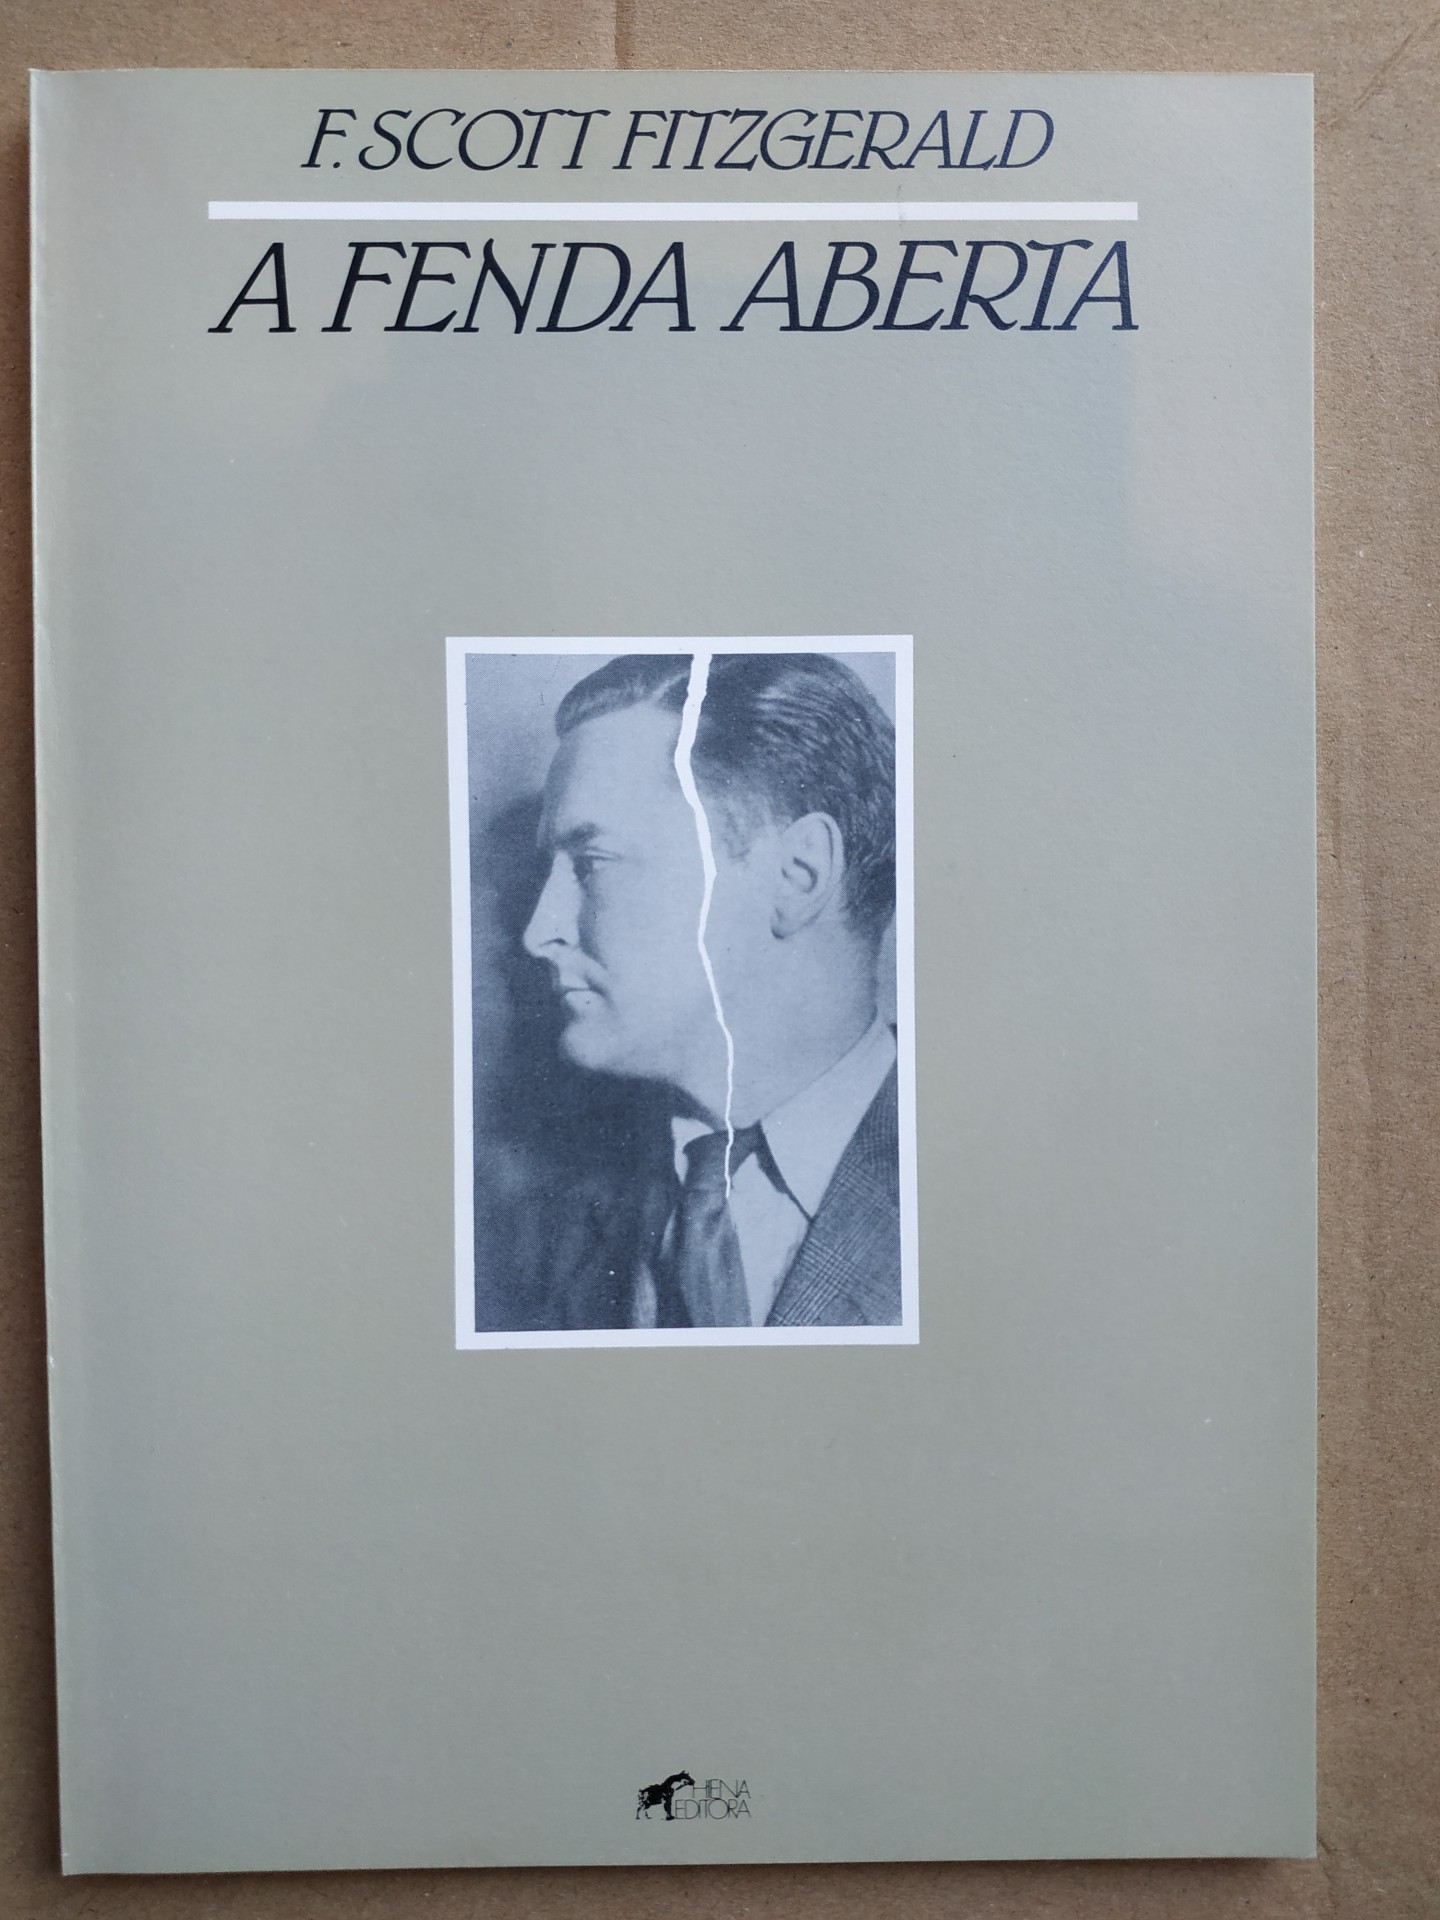 F. SCOTT FITZGERALD
A FENDA ABERTA
HIENA
EDITORA